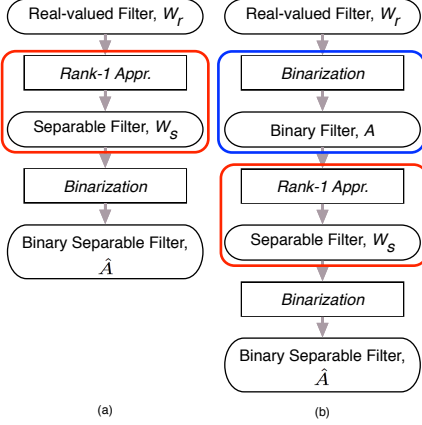 Real-valued Filter, W_r
Rank-1 Appr.
Separable Filter, W_s
Binarization
Binary Separable Filter,
Â
(a)
Real-valued Filter, W_r
Binarization
Binary Filter, A
Rank-1 Appr.
Separable Filter, W_s
Binarization
Binary Separable Filter,
Â
(b)